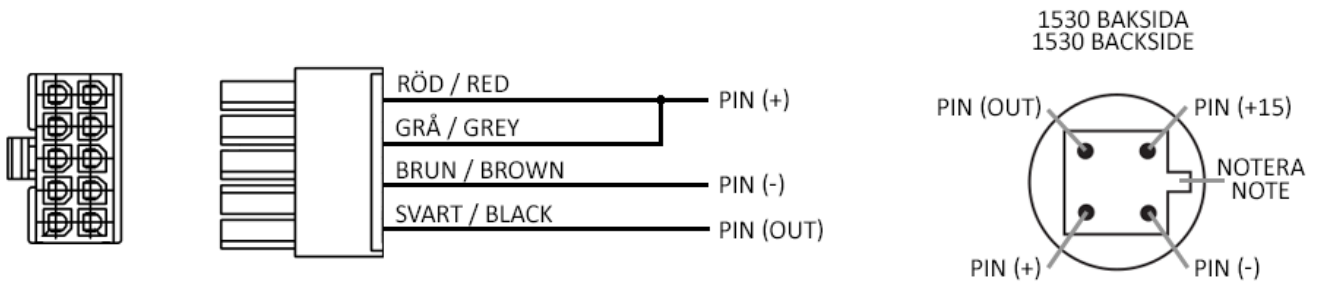 RÖD / RED
GRÅ / GREY
BRUN / BROWN
SVART / BLACK
PIN (+)
PIN (-)
PIN (OUT)
1530 BAKSIDA
1530 BACKSIDE
PIN (OUT)
PIN (+15)
NOTERA
NOTE
PIN (+)
PIN (-)